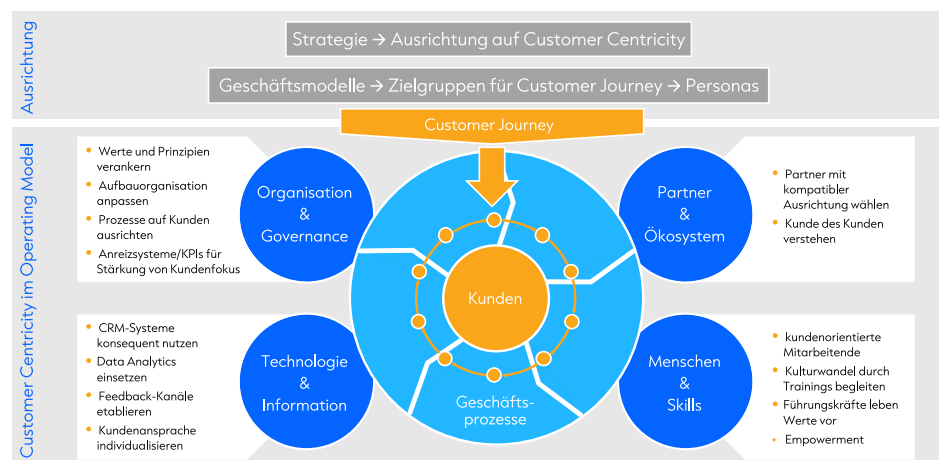 Ausrichtung
Strategie → Ausrichtung auf Customer Centricity
Geschäftsmodelle → Zielgruppen für Customer Journey → Personas
Customer Journey
Customer Centricity im Operating Model
• Werte und Prinzipien
verankern
• Aufbauorganisation
anpassen
• Prozesse auf Kunden
ausrichten
• Anreizsysteme/KPIs für
Stärkung von Kundenfokus
Organisation
&
Governance
Partner
&
Ökosystem
• Partner mit
kompatibler
Ausrichtung wählen
• Kunde des Kunden
verstehen
Kunden
Geschäfts-
prozesse
• CRM-Systeme
konsequent nutzen
• Data Analytics
einsetzen
• Feedback-Kanäle
etablieren
• Kundenansprache
individualisieren
Technologie
&
Information
Menschen
&
Skills
• kundenorientierte
Mitarbeitende
• Kulturwandel durch
Trainings begleiten
• Führungskräfte leben
Werte vor
• Empowerment